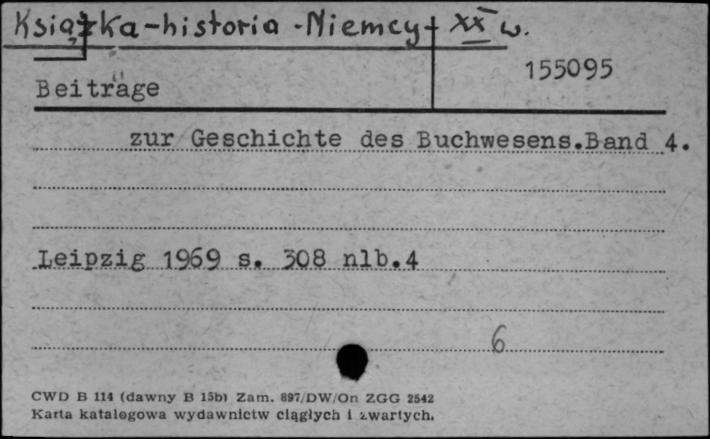 Książka-historia-Niemcy-XX w.
155095
Beiträge
zur Geschichte des Buchwesens.Band 4.
Leipzig 1969 s. 308 nlb.4
6
CWD B 114 (dawny B 15b) Zam. 897/DW/On ZGG 2542
Karta katalogowa wydawnictw ciągłych i zwartych.